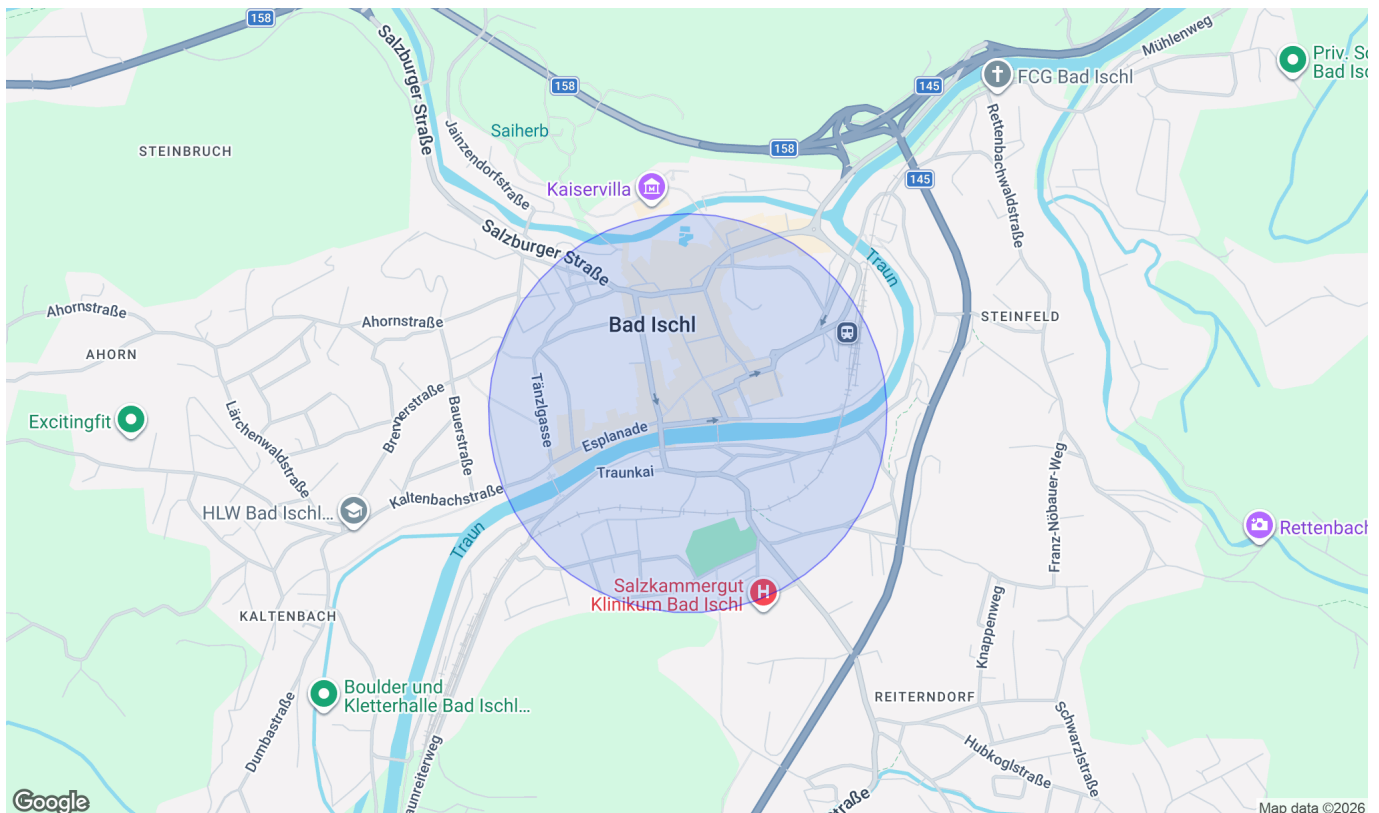 158
Salzburger Straße
158
145
Mühlenweg
FCG Bad Ischl
Priv. Sc
Bad Isc
Saiherb
Jainzendorfstraße
STEINBRUCH
158
Rettenbachwaldstraße
145
Kaiservilla
Salzburger Straße
Traun
Ahornstraße
Ahornstraße
Bad Ischl
STEINFELD
AHORN
Tänzlgasse
Brennerstraße
Bauerstraße
Lärchenwaldstraße
Excitingfit
Esplanade
Traunkai
Kaltenbachstraße
HLW Bad Ischl...
Traun
Franz-Nöbauer-Weg
Rettenbach
Salzkammergut
Klinikum Bad Ischl
H
KALTENBACH
Knappenweg
Boulder und
Kletterhalle Bad Ischl...
REITERNDORF
Dumbastraße
aunreiterweg
Hubkoglstraße
Schwarzlstraße
raße
Google
Map data ©2026